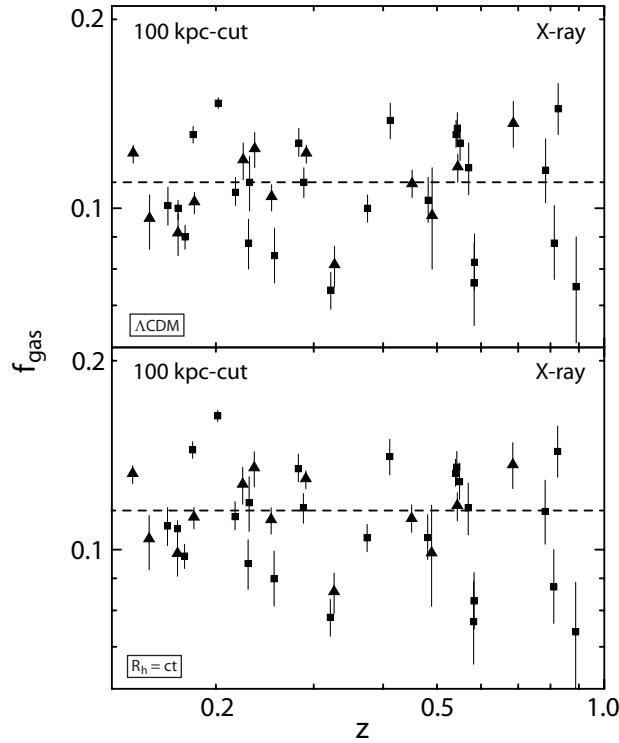 0.2
100 kpc-cut X-ray
0.1
ΛCDM
f_gas
0.2
100 kpc-cut X-ray
0.1
R_h = ct
0.2 0.5 1.0
z